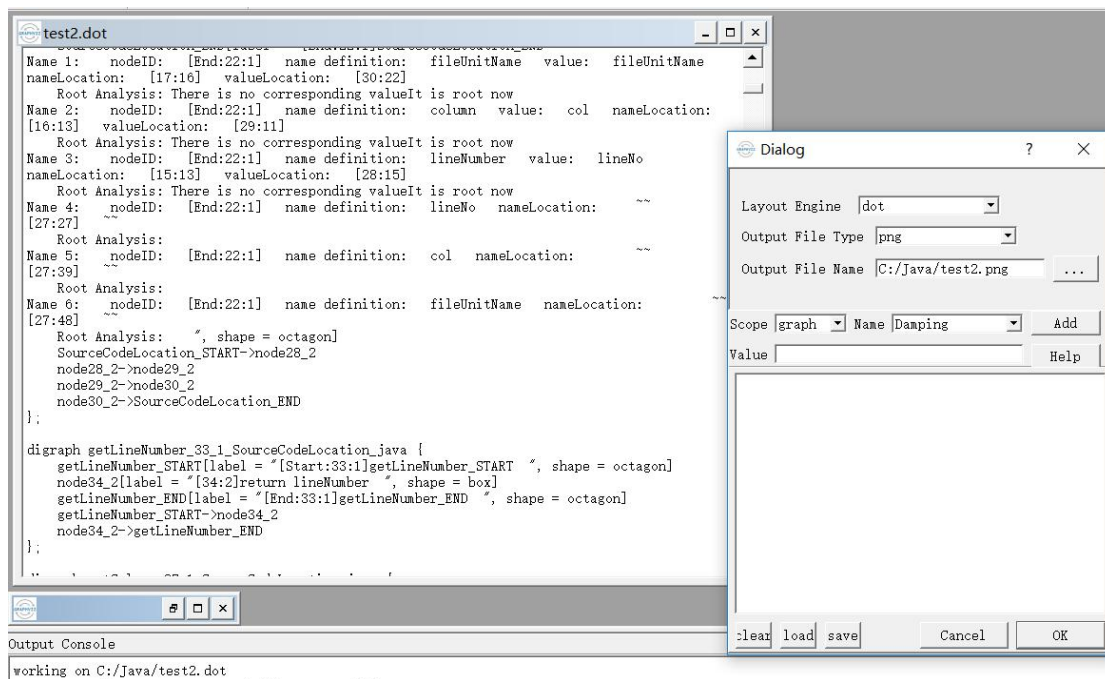 test2.dot
Name 1: nodeID: [End:22:1] name definition: fileUnitName value: fileUnitName
nameLocation: [17:16] valueLocation: [30:22]
Root Analysis: There is no corresponding valueIt is root now
Name 2: nodeID: [End:22:1] name definition: column value: col nameLocation:
[16:13] valueLocation: [29:11]
Root Analysis: There is no corresponding valueIt is root now
Name 3: nodeID: [End:22:1] name definition: lineNumber value: lineNo
nameLocation: [15:13] valueLocation: [28:15]
Root Analysis: There is no corresponding valueIt is root now
Name 4: nodeID: [End:22:1] name definition: lineNo nameLocation: ~~
[27:27] ~~
Root Analysis:
Name 5: nodeID: [End:22:1] name definition: col nameLocation: ~~
[27:39] ~~
Root Analysis:
Name 6: nodeID: [End:22:1] name definition: fileUnitName nameLocation: ~~
[27:48] ~~
Root Analysis: ", shape = octagon]
SourceCodeLocation_START->node28_2
node28_2->node29_2
node29_2->node30_2
node30_2->SourceCodeLocation_END
};
digraph getLineNumber_33_1_SourceCodeLocation_java {
getLineNumber_START[label = "[Start:33:1]getLineNumber_START ", shape = octagon]
node34_2[label = "[34:2]return lineNumber ", shape = box]
getLineNumber_END[label = "[End:33:1]getLineNumber_END ", shape = octagon]
getLineNumber_START->node34_2
node34_2->getLineNumber_END
};
Dialog ?
Layout Engine dot
Output File Type png
Output File Name C:/Java/test2.png ...
Scope graph Name Damping Add
Value Help
clear load save Cancel OK
Output Console
working on C:/Java/test2.dot